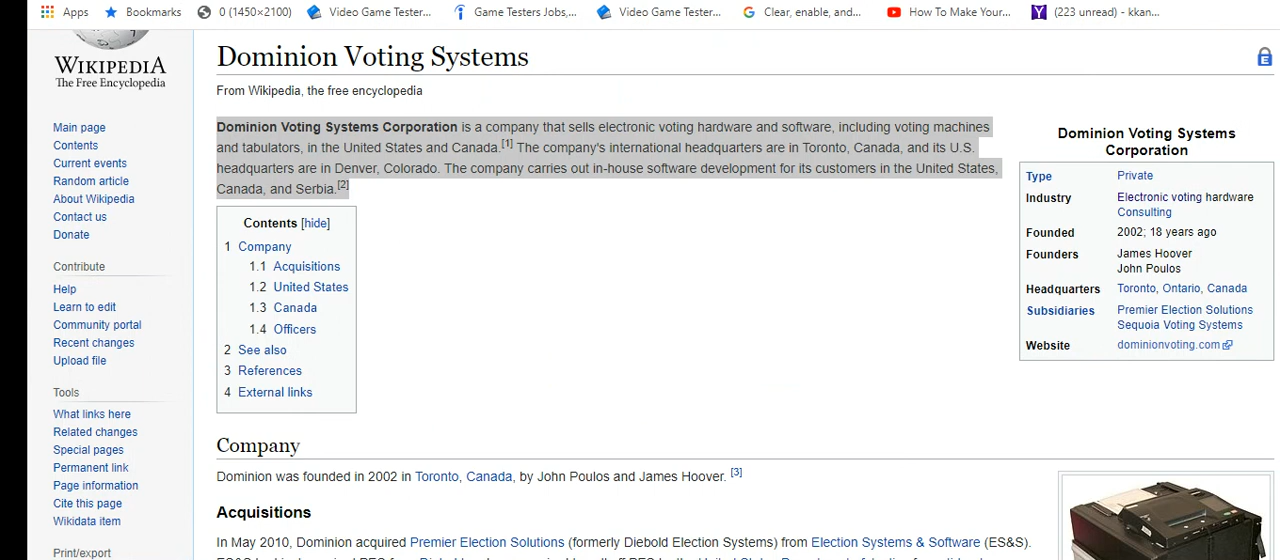 Apps Bookmarks 0 (1450×2100) Video Game Tester... Game Testers Jobs,... Video Game Tester... Clear, enable, and... How To Make Your... (223 unread) - kkan...
WIKIPEDIA
The Free Encyclopedia
Main page
Contents
Current events
Random article
About Wikipedia
Contact us
Donate
Contribute
Help
Learn to edit
Community portal
Recent changes
Upload file
Tools
What links here
Related changes
Special pages
Permanent link
Page information
Cite this page
Wikidata item
Print/export
Dominion Voting Systems
From Wikipedia, the free encyclopedia
Dominion Voting Systems Corporation is a company that sells electronic voting hardware and software, including voting machines
and tabulators, in the United States and Canada.[1] The company's international headquarters are in Toronto, Canada, and its U.S.
headquarters are in Denver, Colorado. The company carries out in-house software development for its customers in the United States,
Canada, and Serbia.[2]
Contents [hide]
1 Company
1.1 Acquisitions
1.2 United States
1.3 Canada
1.4 Officers
2 See also
3 References
4 External links
Dominion Voting Systems
Corporation
Type Private
Industry Electronic voting hardware
Consulting
Founded 2002; 18 years ago
Founders James Hoover
John Poulos
Headquarters Toronto, Ontario, Canada
Subsidiaries Premier Election Solutions
Sequoia Voting Systems
Website dominionvoting.com
Company
Dominion was founded in 2002 in Toronto, Canada, by John Poulos and James Hoover. [3]
Acquisitions
In May 2010, Dominion acquired Premier Election Solutions (formerly Diebold Election Systems) from Election Systems & Software (ES&S).